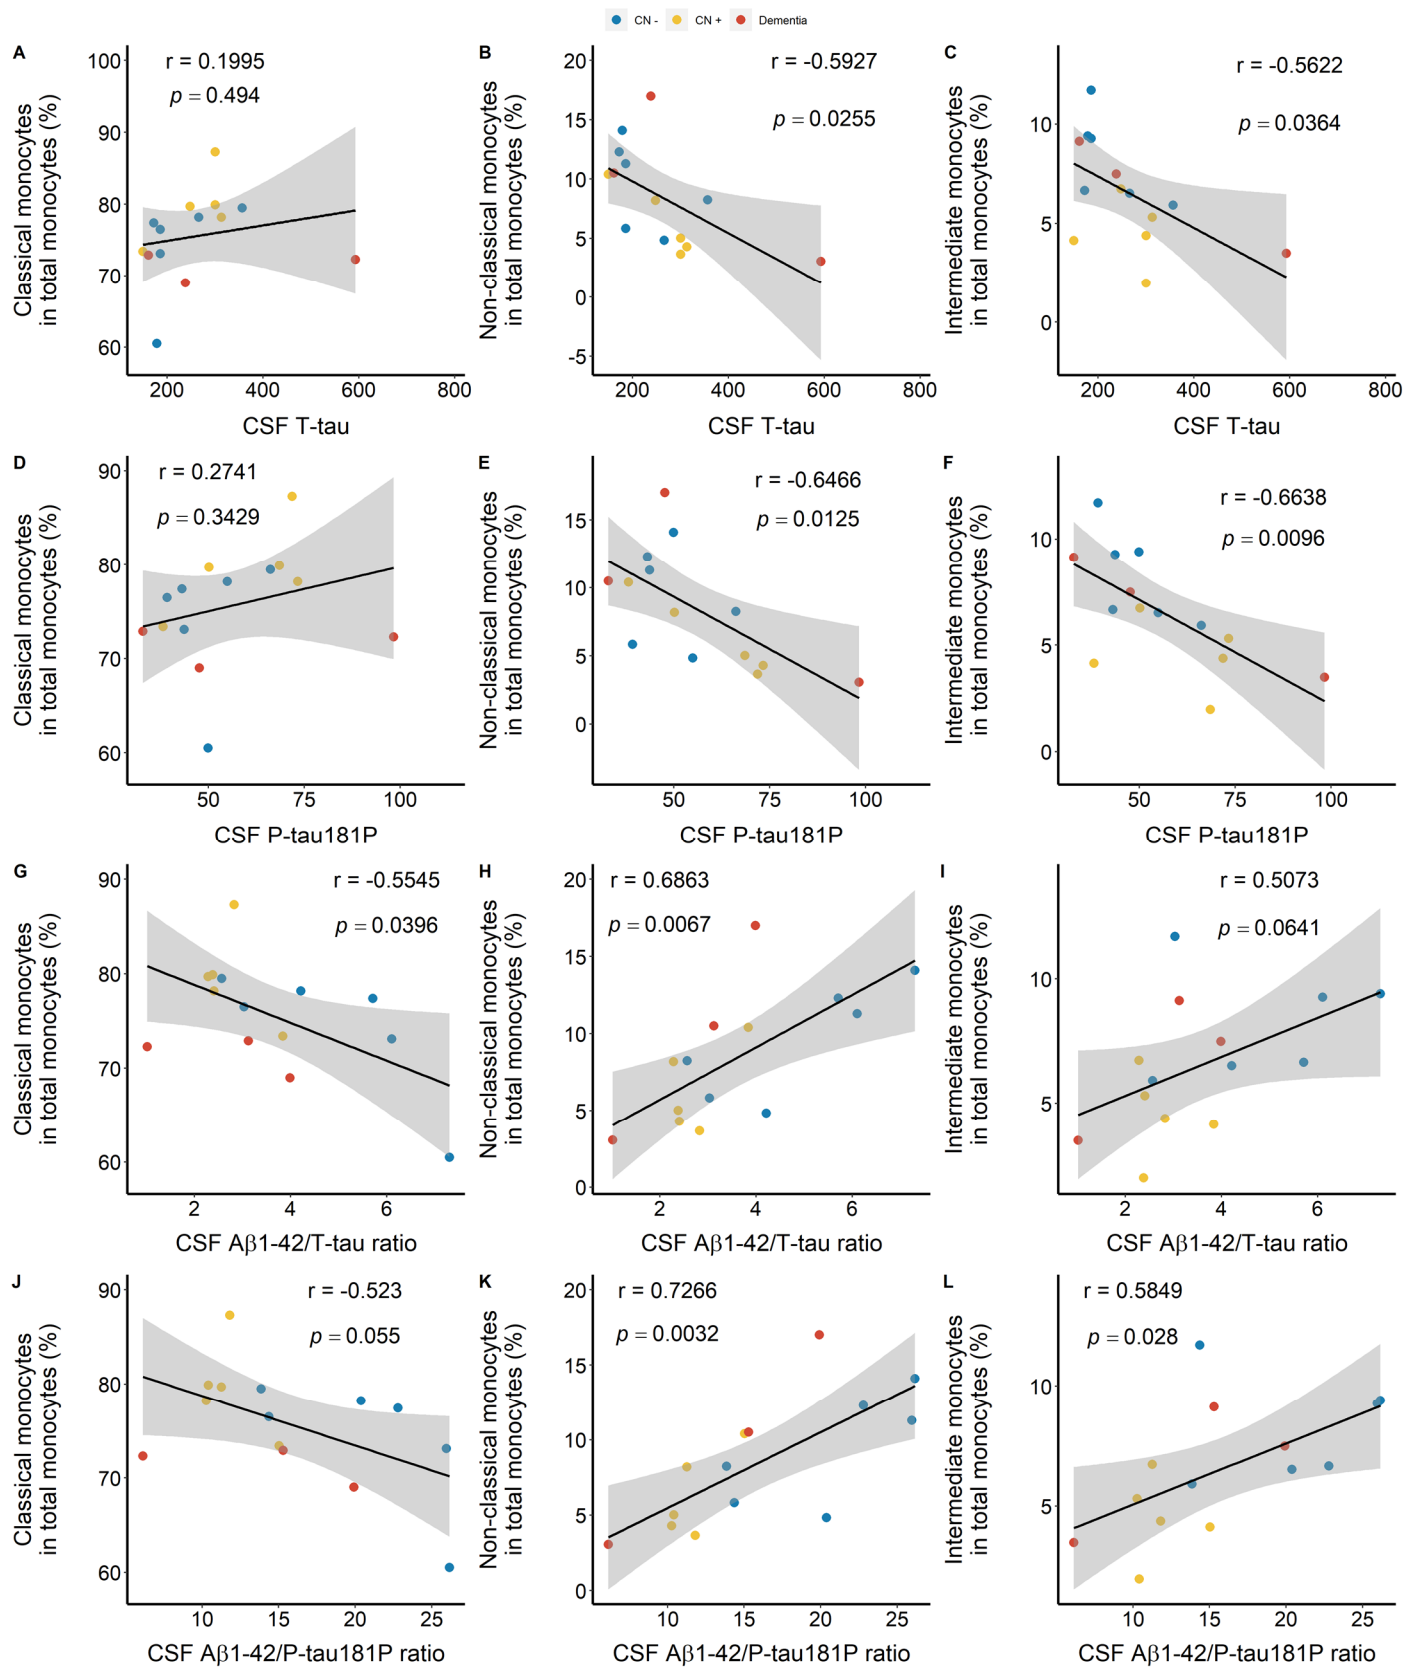 CN - CN + Dementia
A
r = 0.1995
p = 0.494
Classical monocytes
in total monocytes (%)
100
90
80
70
60
200 400 600 800
CSF T-tau
B
r = -0.5927
p = 0.0255
Non-classical monocytes
in total monocytes (%)
20
15
10
5
0
-5
200 400 600 800
CSF T-tau
C
r = -0.5622
p = 0.0364
Intermediate monocytes
in total monocytes (%)
10
5
0
200 400 600 800
CSF T-tau
D
r = 0.2741
p = 0.3429
Classical monocytes
in total monocytes (%)
90
80
70
60
50 75 100
CSF P-tau181P
E
r = -0.6466
p = 0.0125
Non-classical monocytes
in total monocytes (%)
15
10
5
0
50 75 100
CSF P-tau181P
F
r = -0.6638
p = 0.0096
Intermediate monocytes
in total monocytes (%)
10
5
0
50 75 100
CSF P-tau181P
G
r = -0.5545
p = 0.0396
Classical monocytes
in total monocytes (%)
90
80
70
60
2 4 6
CSF Aβ1-42/T-tau ratio
H
r = 0.6863
p = 0.0067
Non-classical monocytes
in total monocytes (%)
20
15
10
5
0
2 4 6
CSF Aβ1-42/T-tau ratio
I
r = 0.5073
p = 0.0641
Intermediate monocytes
in total monocytes (%)
10
5
2 4 6
CSF Aβ1-42/T-tau ratio
J
r = -0.523
p = 0.055
Classical monocytes
in total monocytes (%)
90
80
70
60
10 15 20 25
CSF Aβ1-42/P-tau181P ratio
K
r = 0.7266
p = 0.0032
Non-classical monocytes
in total monocytes (%)
20
15
10
5
0
10 15 20 25
CSF Aβ1-42/P-tau181P ratio
L
r = 0.5849
p = 0.028
Intermediate monocytes
in total monocytes (%)
10
5
10 15 20 25
CSF Aβ1-42/P-tau181P ratio